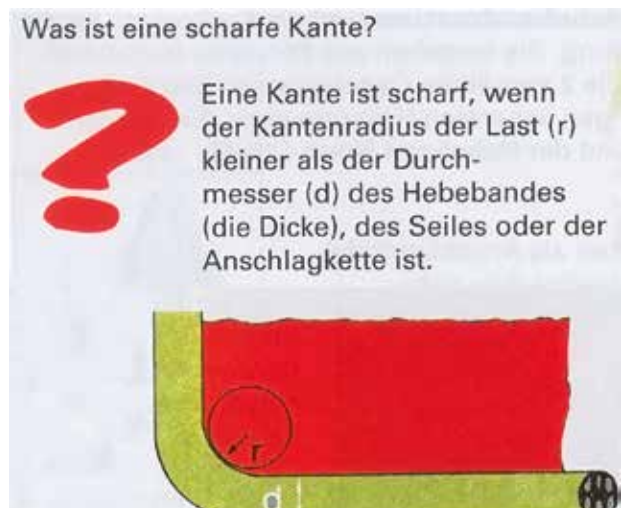 Was ist eine scharfe Kante?
?
Eine Kante ist scharf, wenn
der Kantenradius der Last (r)
kleiner als der Durch-
messer (d) des Hebebandes
(die Dicke), des Seiles oder der
Anschlagkette ist.
r
d